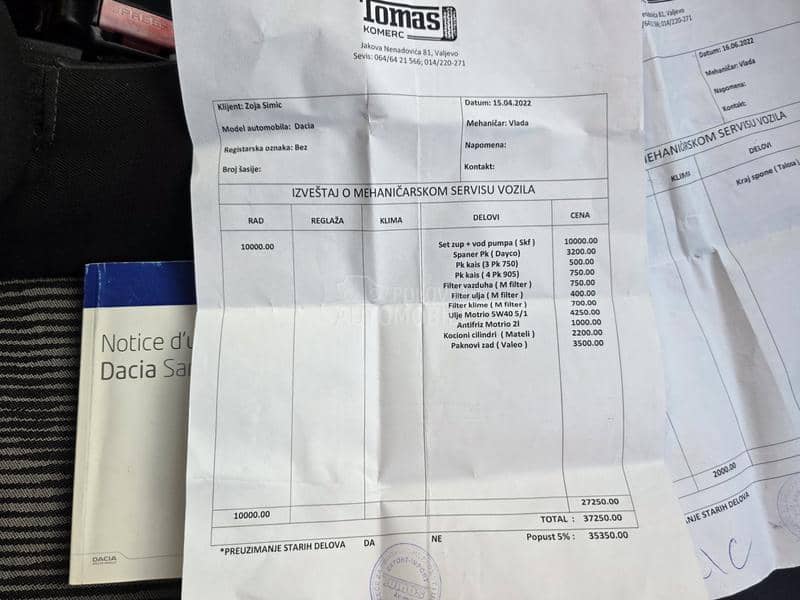 PRESS
Tomas
KOMERC
Jakova Nenadovića 81, Valjevo
Sevis: 064/64 21 566; 014/220-271
Klijent: Zoja Simic
Datum: 15.04.2022
Model automobila: Dacia
Mehaničar: Vlada
Registarska oznaka: Bez
Napomena:
Broj šasije:
Kontakt:
IZVEŠTAJ O MEHANIČARSKOM SERVISU VOZILA
RAD REGLAŽA KLIMA DELOVI CENA
10000.00
Set zup + vod pumpa ( Skf ) 10000.00
Spaner Pk ( Dayco) 3200.00
Pk kais (3 Pk 750) 500.00
Pk kais ( 4 Pk 905) 750.00
Filter vazduha ( M filter ) 750.00
Filter ulja ( M filter ) 400.00
Filter klime ( M filter ) 700.00
Ulje Motrio 5W40 5/1 4250.00
Antifriz Motrio 2l 1000.00
Kocioni cilindri ( Mateli ) 2200.00
Paknovi zad ( Valeo ) 3500.00
27250.00
10000.00
TOTAL : 37250.00
*PREUZIMANJE STARIH DELOVA DA NE
Popust 5% : 35350.00
Notice d'u
Dacia Sa
DACIA
81, Valjevo
014/220-271
Datum: 16.06.2022
Mehaničar: Vlada
Napomena:
Kontakt:
MEHANIČARSKOM SERVISU VOZILA
DELOVI
Kraj spone ( Talosa )
2000.00
NJE STARIH DELOVA